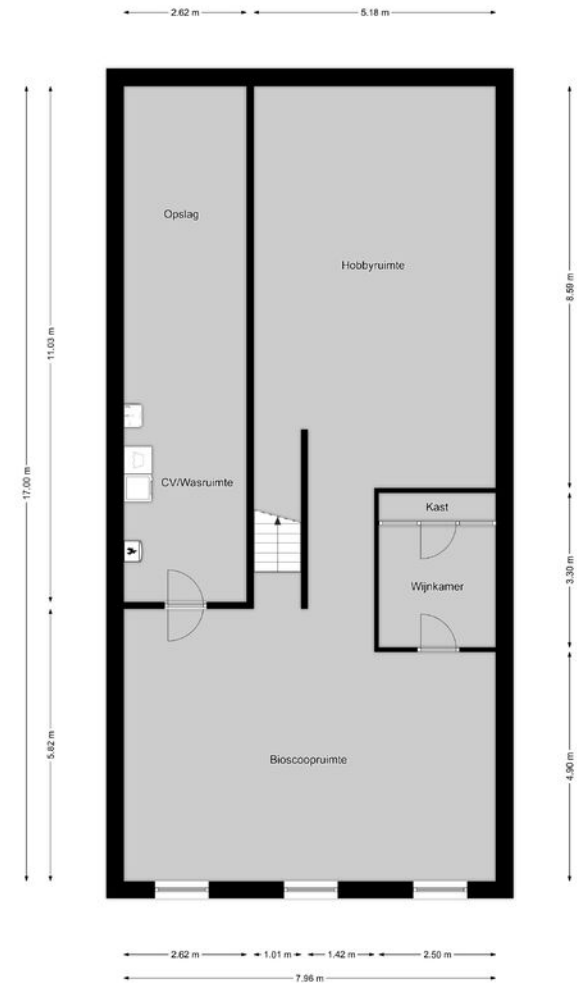 2.62 m
5.18 m
Opslag
Hobbyruimte
8.59 m
11.03 m
17.00 m
CV/Wasruimte
Kast
Wijnkamer
3.30 m
Bioscoopruimte
5.82 m
4.90 m
2.62 m
1.01 m
1.42 m
2.50 m
7.96 m